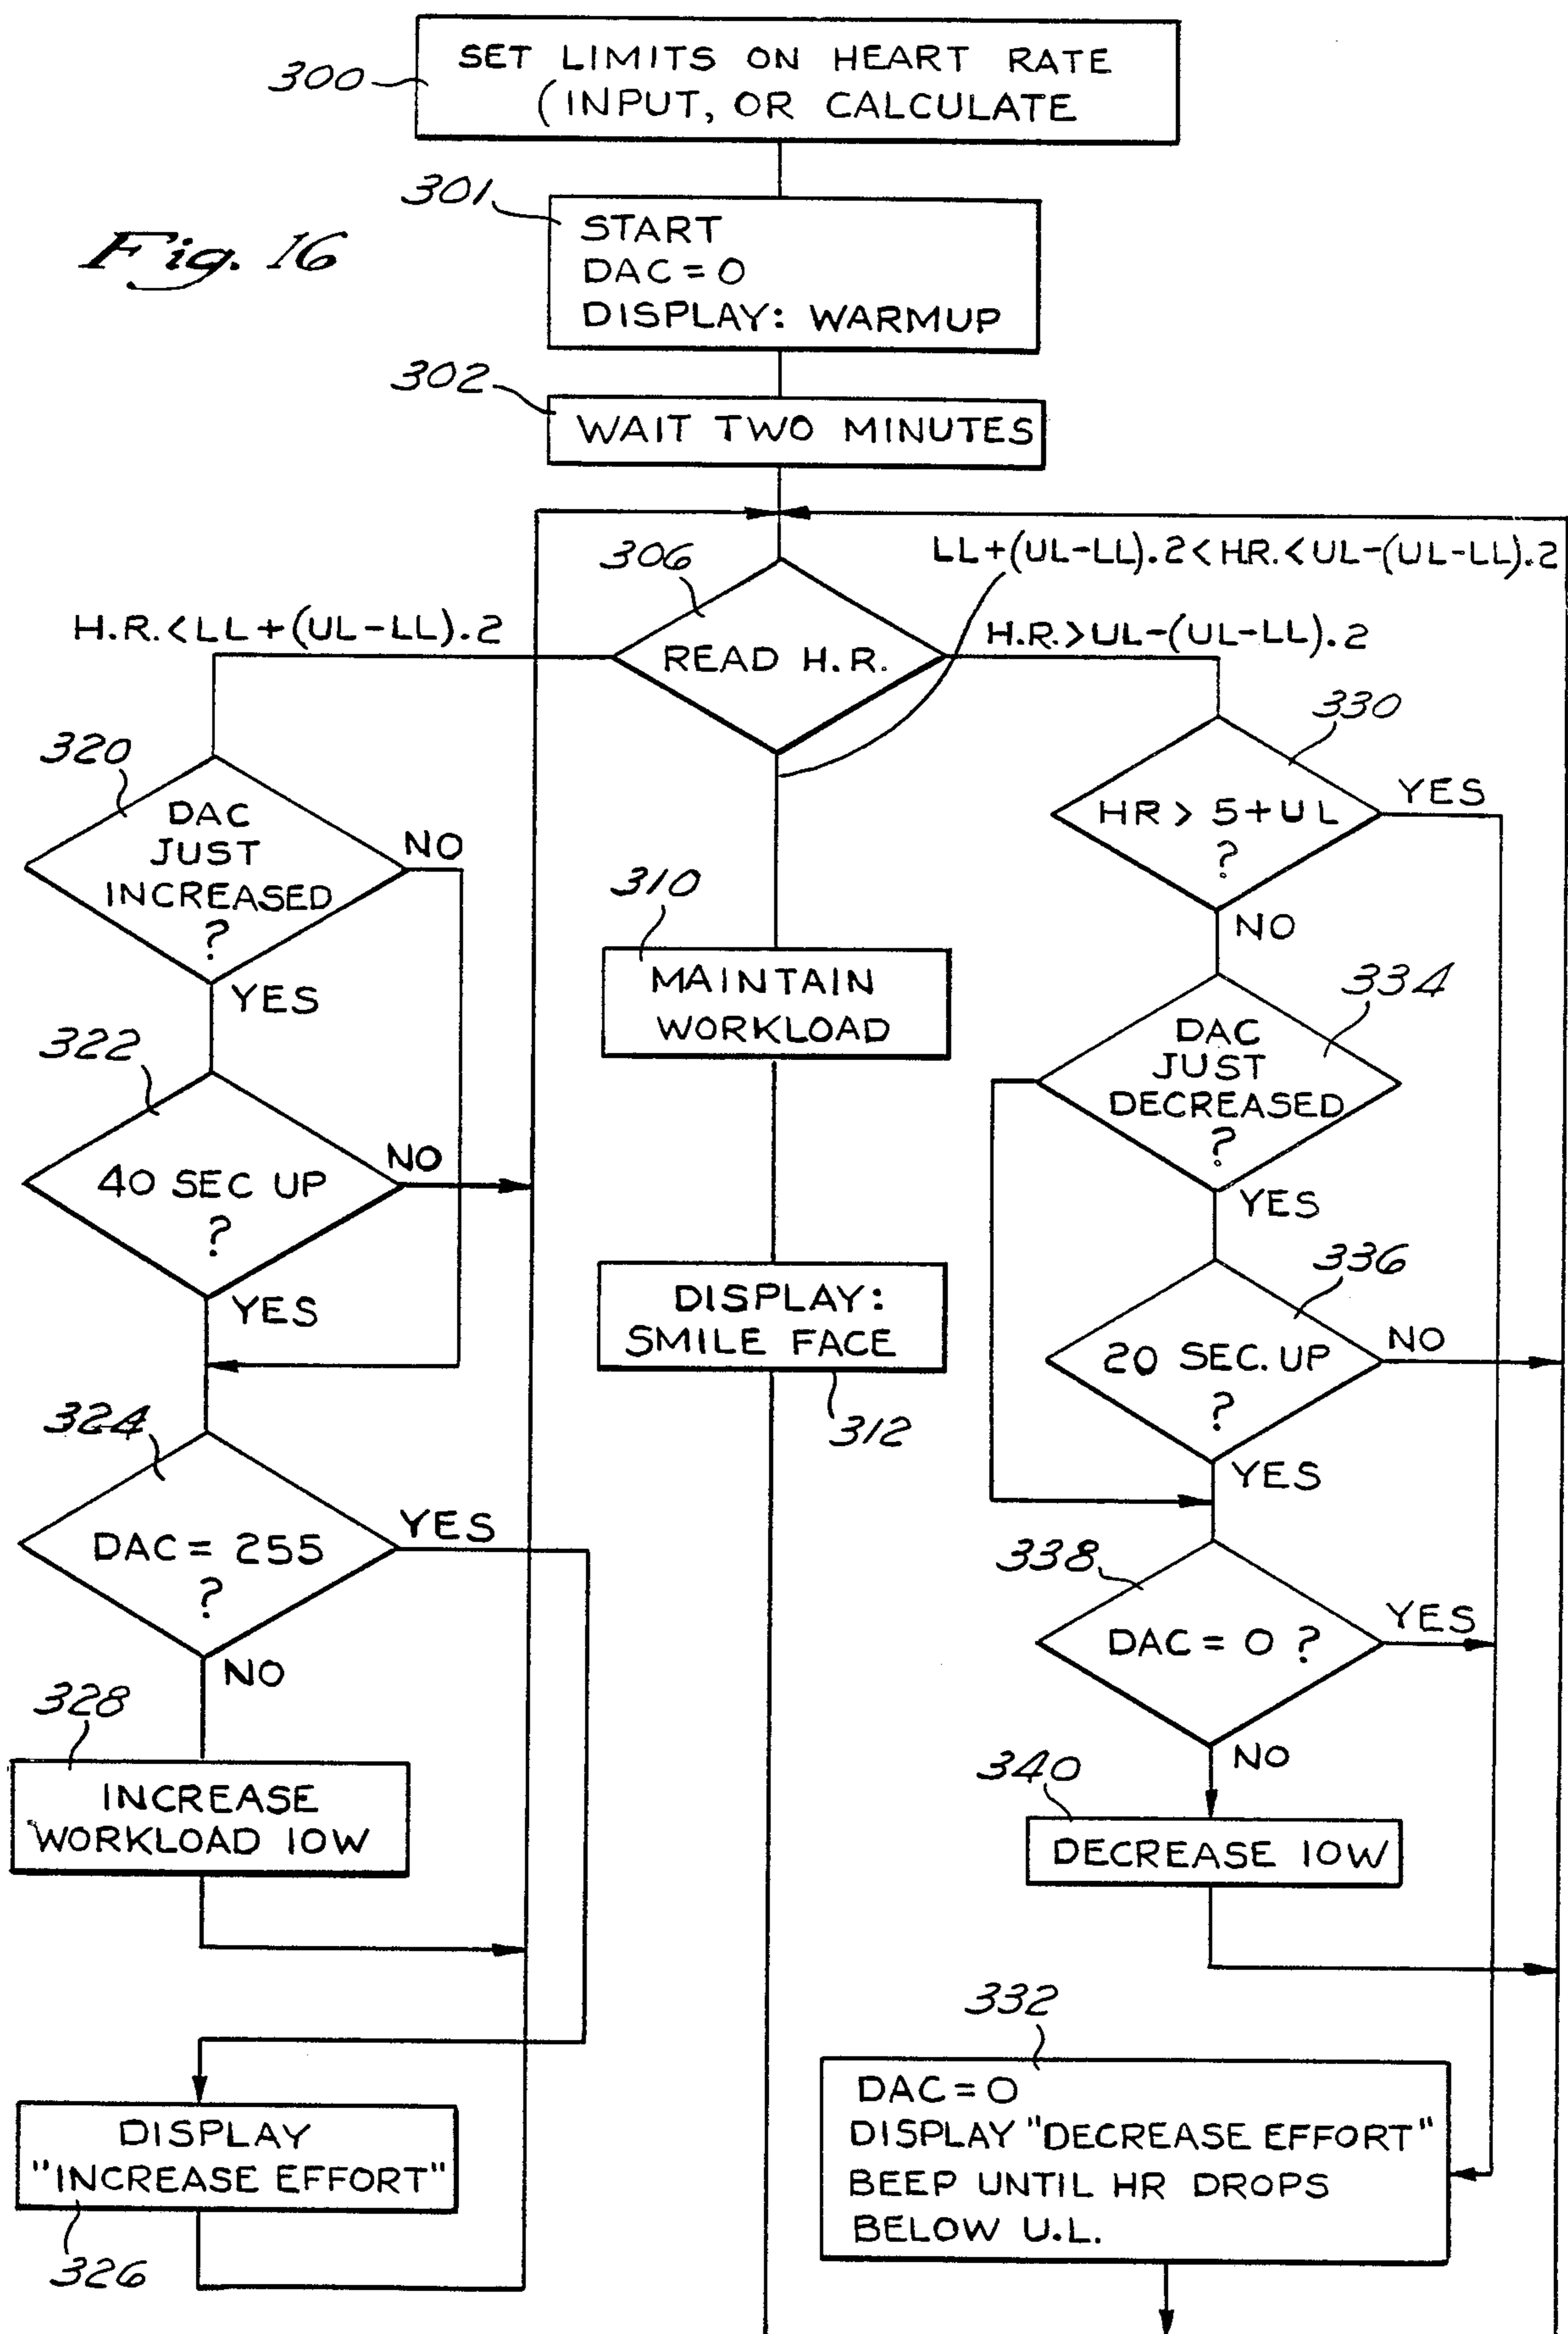 300
SET LIMITS ON HEART RATE
(INPUT, OR CALCULATE
Fig. 16
301
START
DAC = 0
DISPLAY: WARMUP
302
WAIT TWO MINUTES
306
READ H.R.
LL+(UL-LL).2<H.R.<UL-(UL-LL).2
H.R.<LL+(UL-LL).2
H.R.>UL-(UL-LL).2
320
DAC
JUST
INCREASED
?
NO
YES
322
40 SEC UP
?
NO
YES
324
DAC = 255
?
YES
NO
328
INCREASE
WORKLOAD 10W
DISPLAY
"INCREASE EFFORT"
326
310
MAINTAIN
WORKLOAD
DISPLAY:
SMILE FACE
312
330
HR > 5+UL
?
YES
NO
334
DAC
JUST
DECREASED
?
YES
336
20 SEC. UP
?
NO
YES
338
DAC = 0 ?
YES
NO
340
DECREASE 10W
332
DAC = 0
DISPLAY "DECREASE EFFORT"
BEEP UNTIL HR DROPS
BELOW U.L.